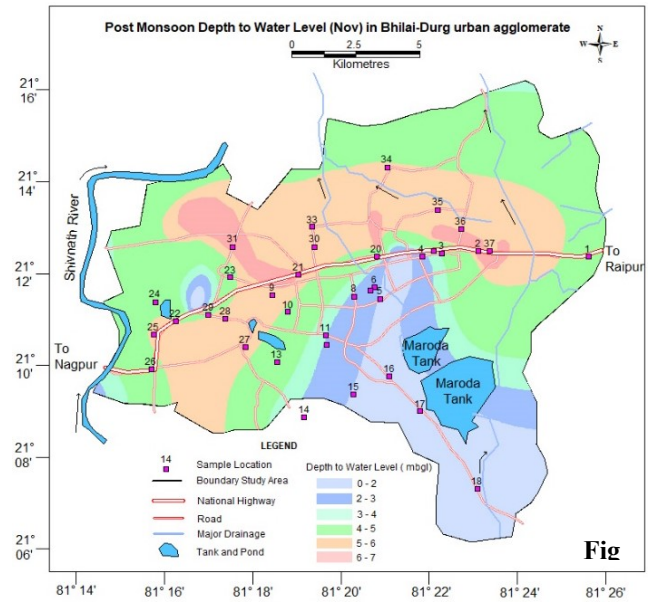 Post Monsoon Depth to Water Level (Nov) in Bhilai-Durg urban agglomerate
0 2.5 5
Kilometres
N
W E
S
21°
16'
21°
14'
21°
12'
21°
10'
21°
08'
21°
06'
Shivnath River
34
35
33
36
31
30
20
4
3
2
37
1
To
Raipur
23
21
24
9
8
6
5
10
29
28
22
25
11
27
13
26
To
Nagpur
Maroda
Tank
Maroda
Tank
16
15
17
14
18
LEGEND
14
Sample Location
Boundary Study Area
National Highway
Road
Major Drainage
Tank and Pond
Depth to Water Level ( mbgl)
0 - 2
2 - 3
3 - 4
4 - 5
5 - 6
6 - 7
Fig
81° 14' 81° 16' 81° 18' 81° 20' 81° 22' 81° 24' 81° 26'